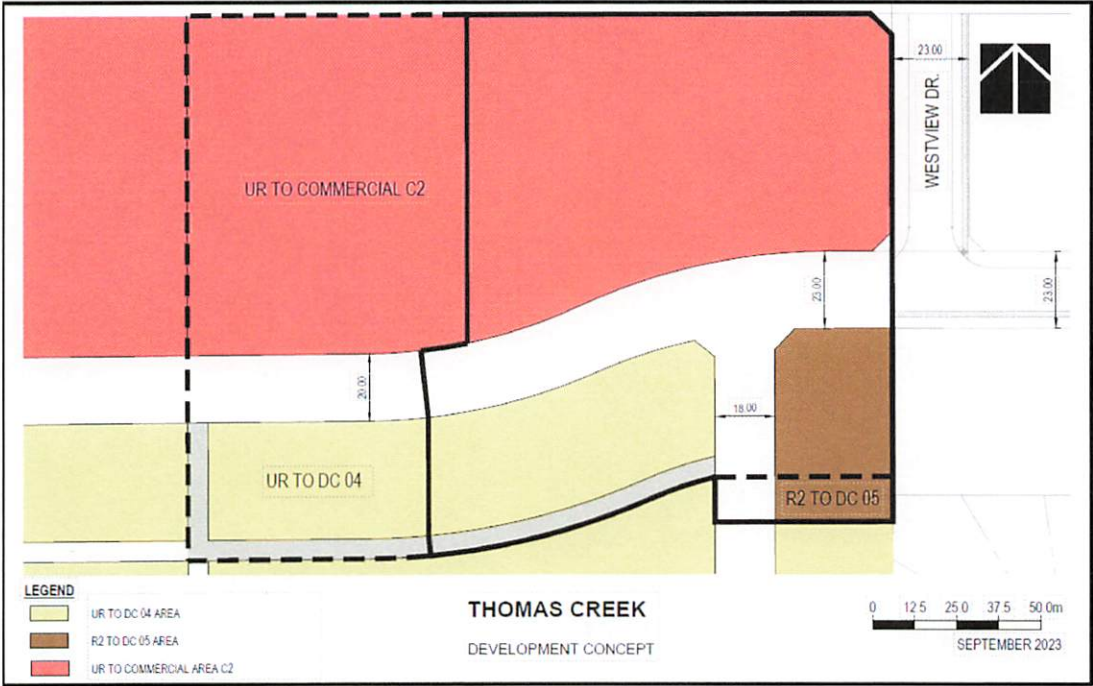 23.00
WESTVIEW DR.
UR TO COMMERCIAL C2
23.00
23.00
20.00
18.00
UR TO DC 04
R2 TO DC 05
LEGEND
UR TO DC 04 AREA
R2 TO DC 05 AREA
UR TO COMMERCIAL AREA C2
THOMAS CREEK
DEVELOPMENT CONCEPT
0 12.5 25.0 37.5 50.0m
SEPTEMBER 2023